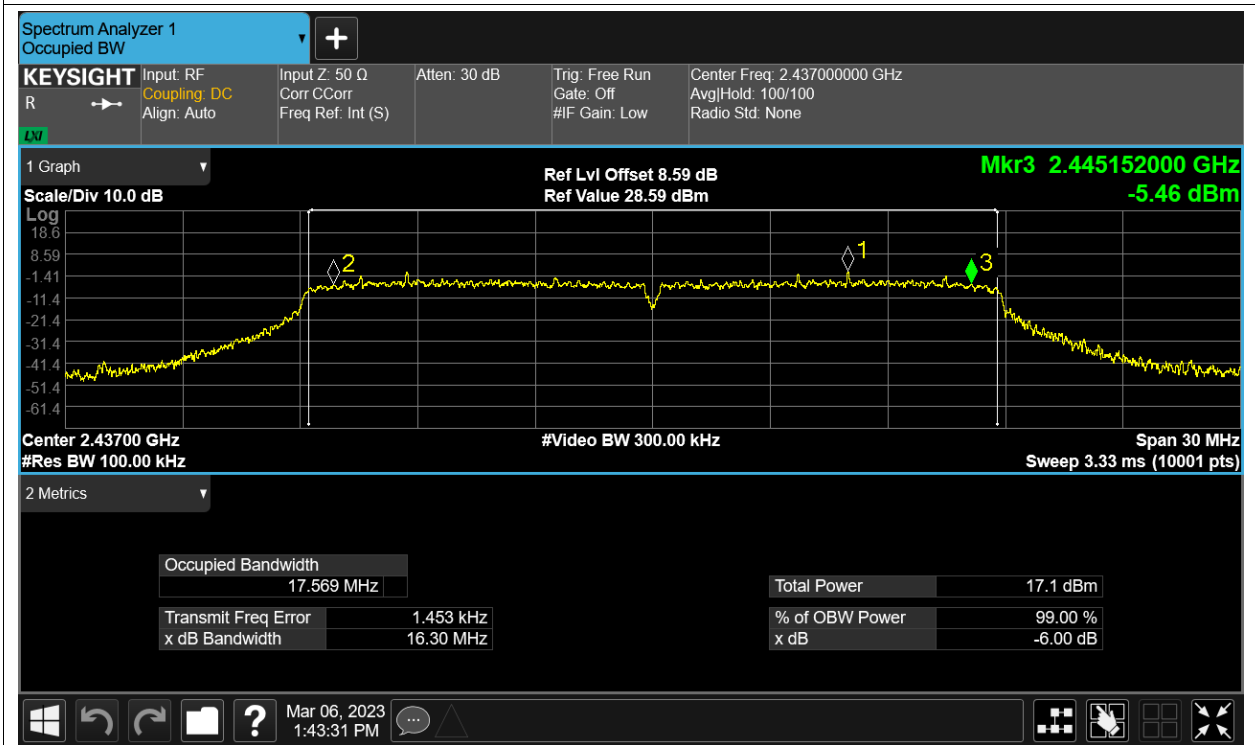 Spectrum Analyzer 1
Occupied BW
KEYSIGHT
R
LXI
Input: RF
Coupling: DC
Align: Auto
Input Z: 50 Ω
Corr CCorr
Freq Ref: Int (S)
Atten: 30 dB
Trig: Free Run
Gate: Off
#IF Gain: Low
Center Freq: 2.437000000 GHz
Avg|Hold: 100/100
Radio Std: None
1 Graph
Scale/Div 10.0 dB
Ref Lvl Offset 8.59 dB
Ref Value 28.59 dBm
Mkr3 2.445152000 GHz
-5.46 dBm
Log
18.6
8.59
-1.41
-11.4
-21.4
-31.4
-41.4
-51.4
-61.4
2
1
3
Center 2.43700 GHz
#Video BW 300.00 kHz
Span 30 MHz
#Res BW 100.00 kHz
Sweep 3.33 ms (10001 pts)
2 Metrics
Occupied Bandwidth
17.569 MHz
Transmit Freq Error 1.453 kHz
x dB Bandwidth 16.30 MHz
Total Power 17.1 dBm
% of OBW Power 99.00 %
x dB -6.00 dB
?
Mar 06, 2023
1:43:31 PM